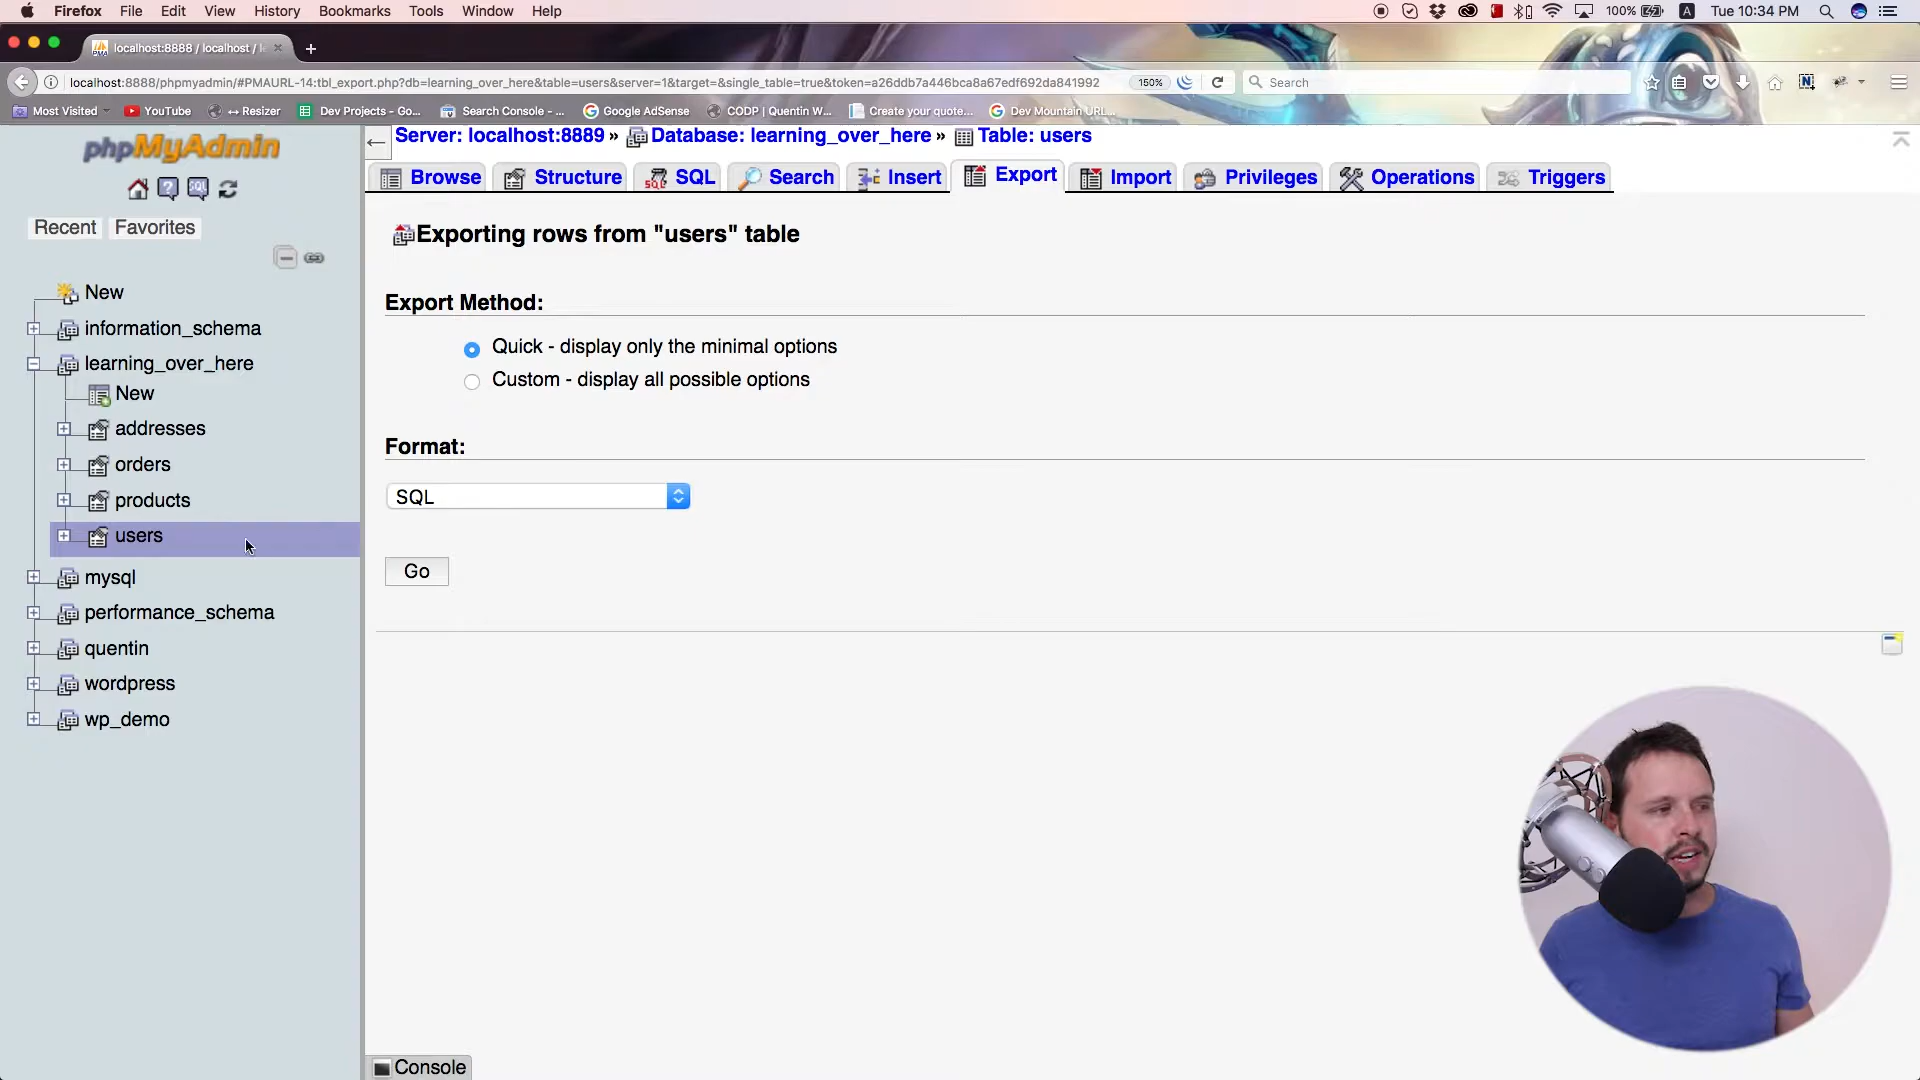 Firefox File Edit View History Bookmarks Tools Window Help 100% A Tue 10:34 PM
localhost:8888 / localhost / l
localhost:8888/phpmyadmin/#PMAURL-14:tbl_export.php?db=learning_over_here&table=users&server=1&target=&single_table=true&token=a26ddb7a446bca8a67edf692da841992 150% Search
Most Visited YouTube ↔ Resizer Dev Projects - Go... Search Console - ... Google AdSense CODP | Quentin W... Create your quote... Dev Mountain URL...
phpMyAdmin
Recent Favorites
New
information_schema
learning_over_here
New
addresses
orders
products
users
mysql
performance_schema
quentin
wordpress
wp_demo
Server: localhost:8889 » Database: learning_over_here » Table: users
Browse Structure SQL Search Insert Export Import Privileges Operations Triggers
Exporting rows from "users" table
Export Method:
Quick - display only the minimal options
Custom - display all possible options
Format:
SQL
Go
Console